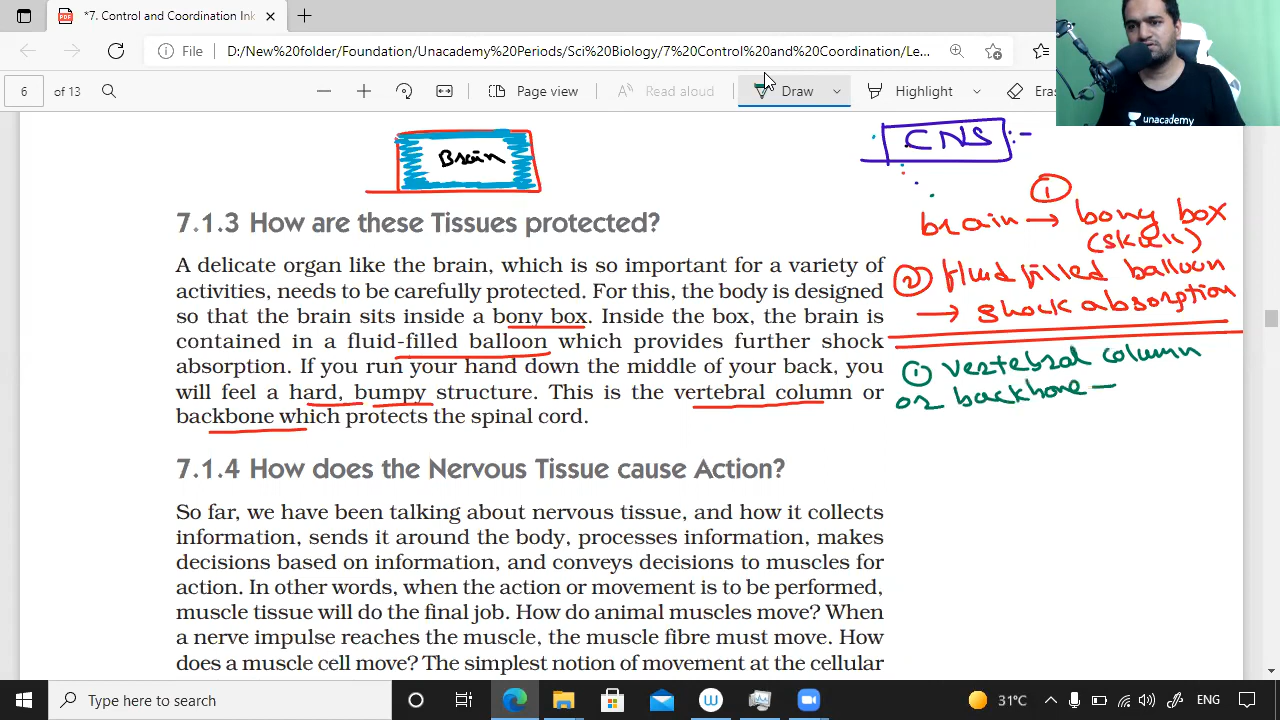 *7. Control and Coordination Ink
File
D:/New%20folder/Foundation/Unacademy%20Periods/Sci%20Biology/7%20Control%20and%20Coordination/Le...
6 of 13
Page view
Read aloud
Draw
Highlight
Eras
unacademy
Brain
CNS
7.1.3 How are these Tissues protected?
A delicate organ like the brain, which is so important for a variety of
activities, needs to be carefully protected. For this, the body is designed
so that the brain sits inside a bony box. Inside the box, the brain is
contained in a fluid-filled balloon which provides further shock
absorption. If you run your hand down the middle of your back, you
will feel a hard, bumpy structure. This is the vertebral column or
backbone which protects the spinal cord.
①
brain → bony box
(skull)
② fluid filled balloon
→ shock absorption
① vertebral column
or backbone —
7.1.4 How does the Nervous Tissue cause Action?
So far, we have been talking about nervous tissue, and how it collects
information, sends it around the body, processes information, makes
decisions based on information, and conveys decisions to muscles for
action. In other words, when the action or movement is to be performed,
muscle tissue will do the final job. How do animal muscles move? When
a nerve impulse reaches the muscle, the muscle fibre must move. How
does a muscle cell move? The simplest notion of movement at the cellular
Type here to search
31°C
ENG